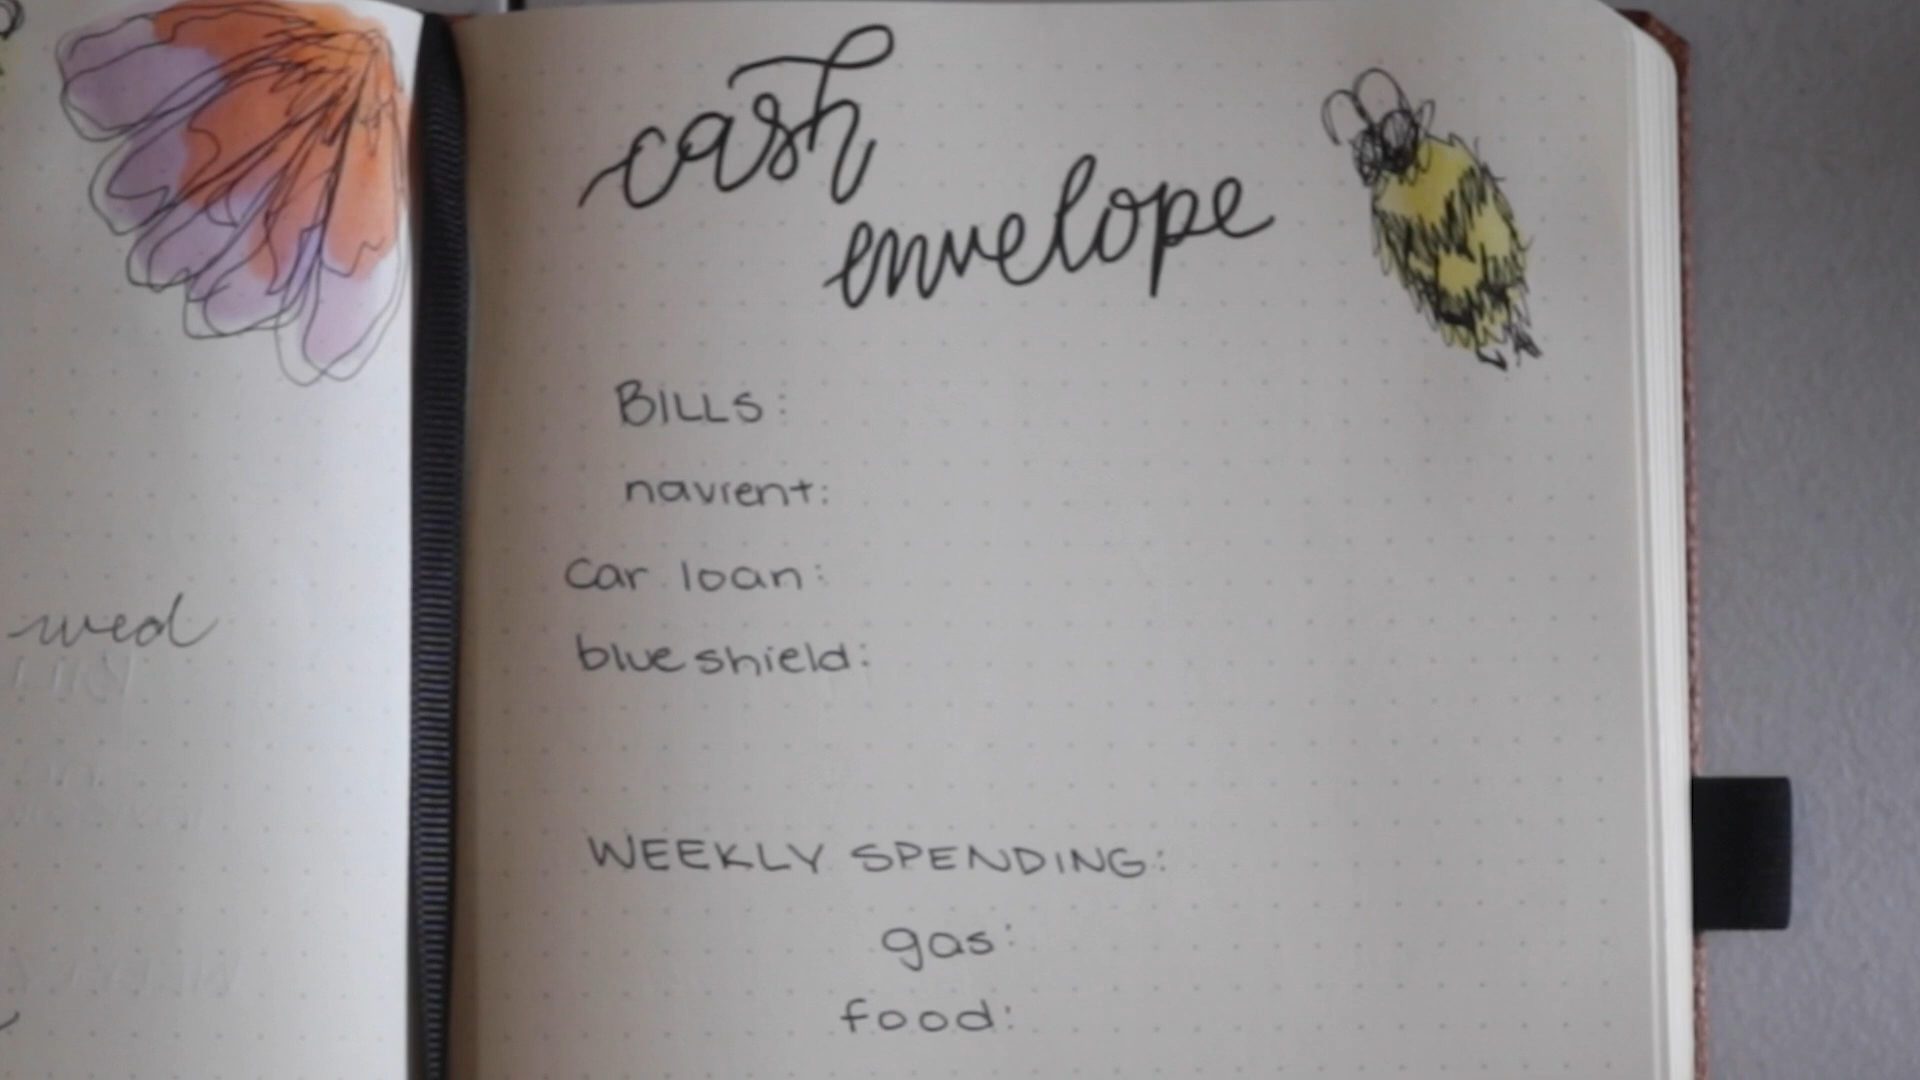 wed
cash
envelope
BILLS:
navient:
car loan:
blue shield:
WEEKLY SPENDING:
gas:
food: